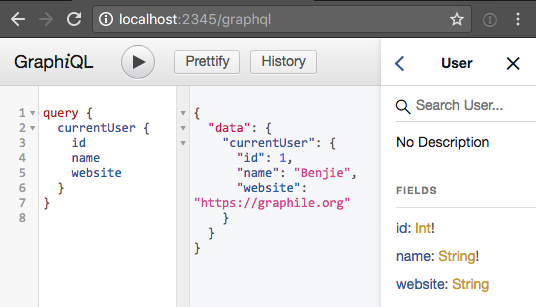 localhost:2345/graphql
GraphiQL
Prettify
History
User
1 query {
2 currentUser {
3 id
4 name
5 website
6 }
7 }
8
{
"data": {
"currentUser": {
"id": 1,
"name": "Benjie",
"website":
"https://graphile.org"
}
}
}
Search User...
No Description
FIELDS
id: Int!
name: String!
website: String